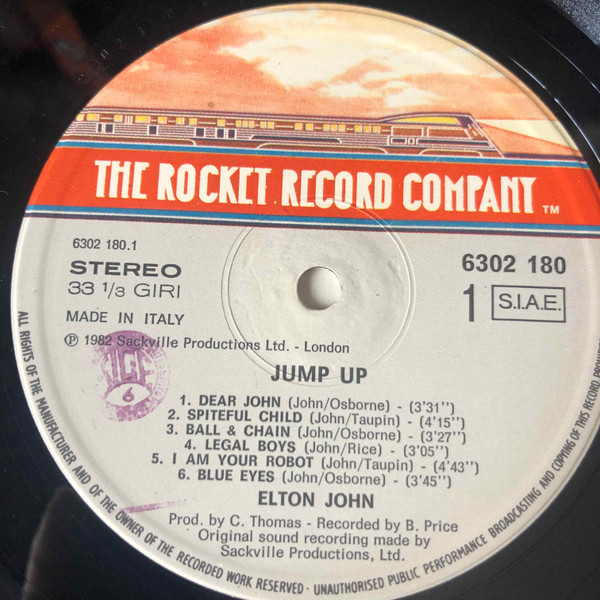 THE ROCKET RECORD COMPANY TM
6302 180.1
STEREO
33 1/3 GIRI
MADE IN ITALY
℗ 1982 Sackville Productions Ltd. - London
6302 180
1 S.I.A.E.
JUMP UP
1. DEAR JOHN (John/Osborne) - (3'31'')
2. SPITEFUL CHILD (John/Taupin) - (4'15'')
3. BALL & CHAIN (John/Osborne) - (3'27'')
4. LEGAL BOYS (John/Rice) - (3'05'')
5. I AM YOUR ROBOT (John/Taupin) - (4'43'')
6. BLUE EYES (John/Osborne) - (3'45'')
ELTON JOHN
Prod. by C. Thomas - Recorded by B. Price
Original sound recording made by
Sackville Productions, Ltd.
ALL RIGHTS OF THE MANUFACTURER AND OF THE OWNER OF THE RECORDED WORK RESERVED · UNAUTHORISED PUBLIC PERFORMANCE BROADCASTING AND COPYING OF THIS RECORD
6